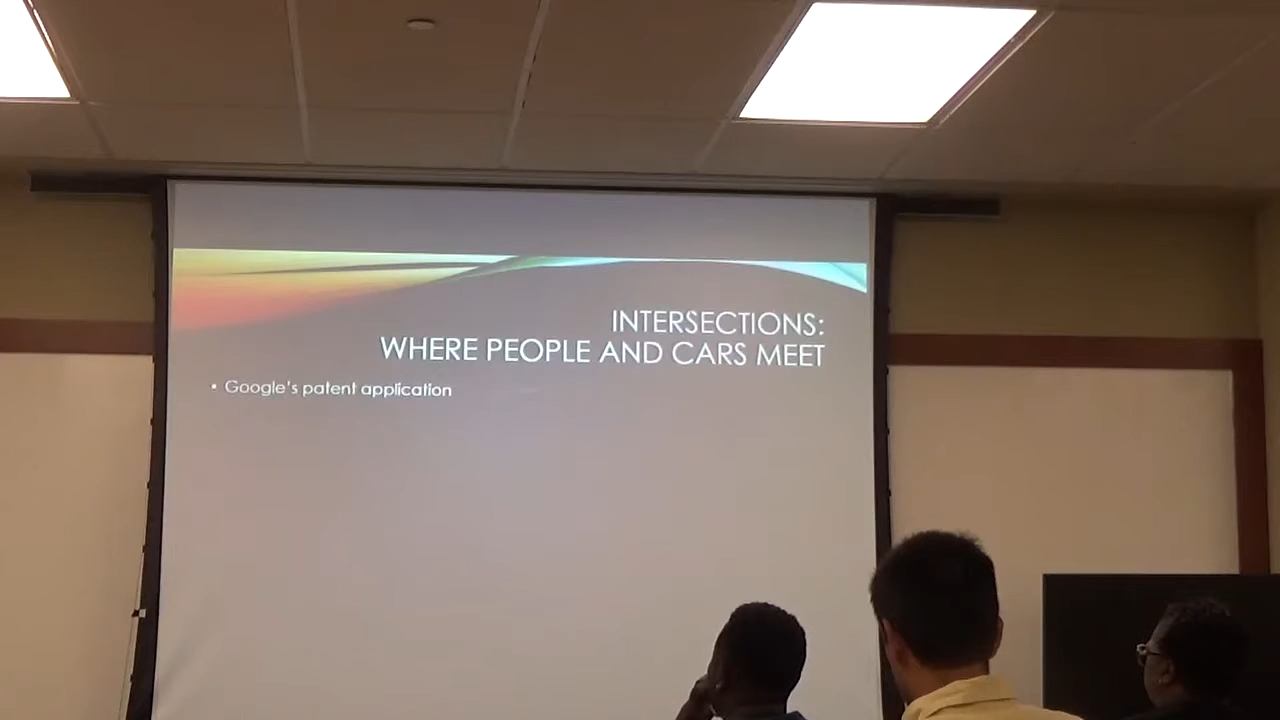 INTERSECTIONS:
WHERE PEOPLE AND CARS MEET
• Google's patent application